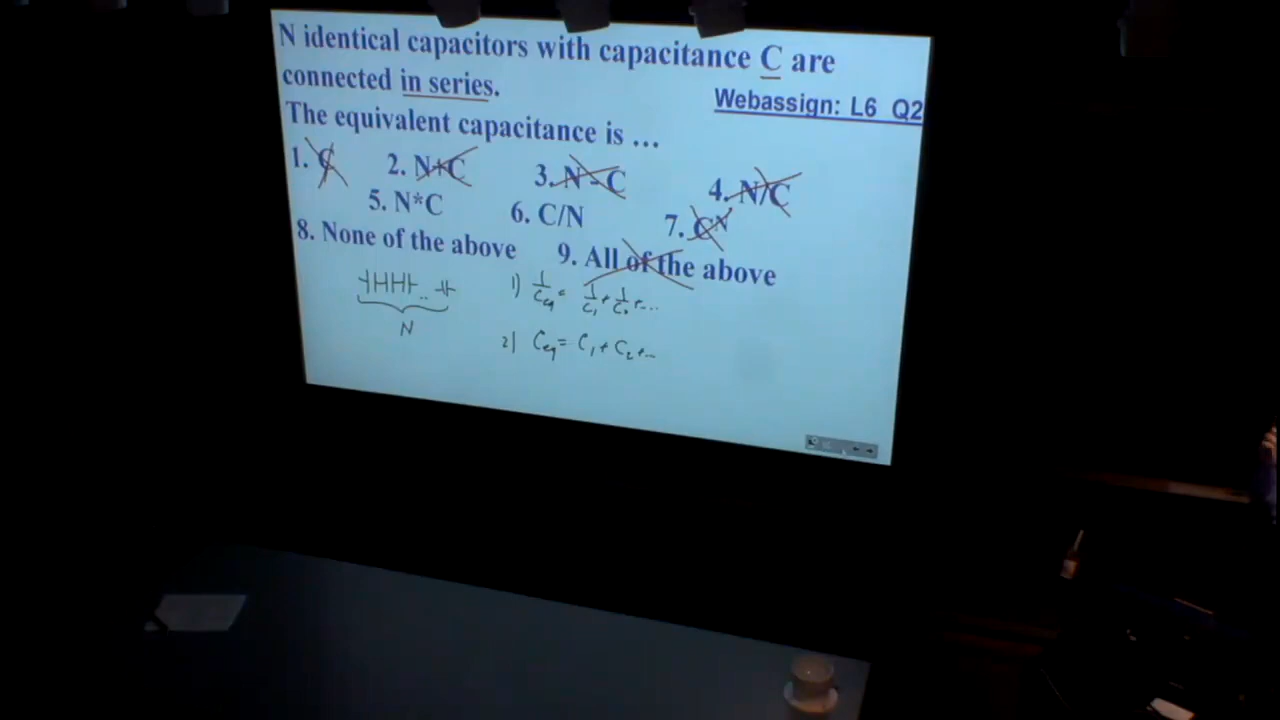 N identical capacitors with capacitance C are
connected in series.
Webassign: L6 Q2
The equivalent capacitance is ...
1. C 2. N+C 3. N - C 4. N/C
5. N*C 6. C/N 7. C^N
8. None of the above 9. All of the above
N
1) 1/Ceq = 1/C1 + 1/C2 + ...
2) Ceq = C1 + C2 + ...